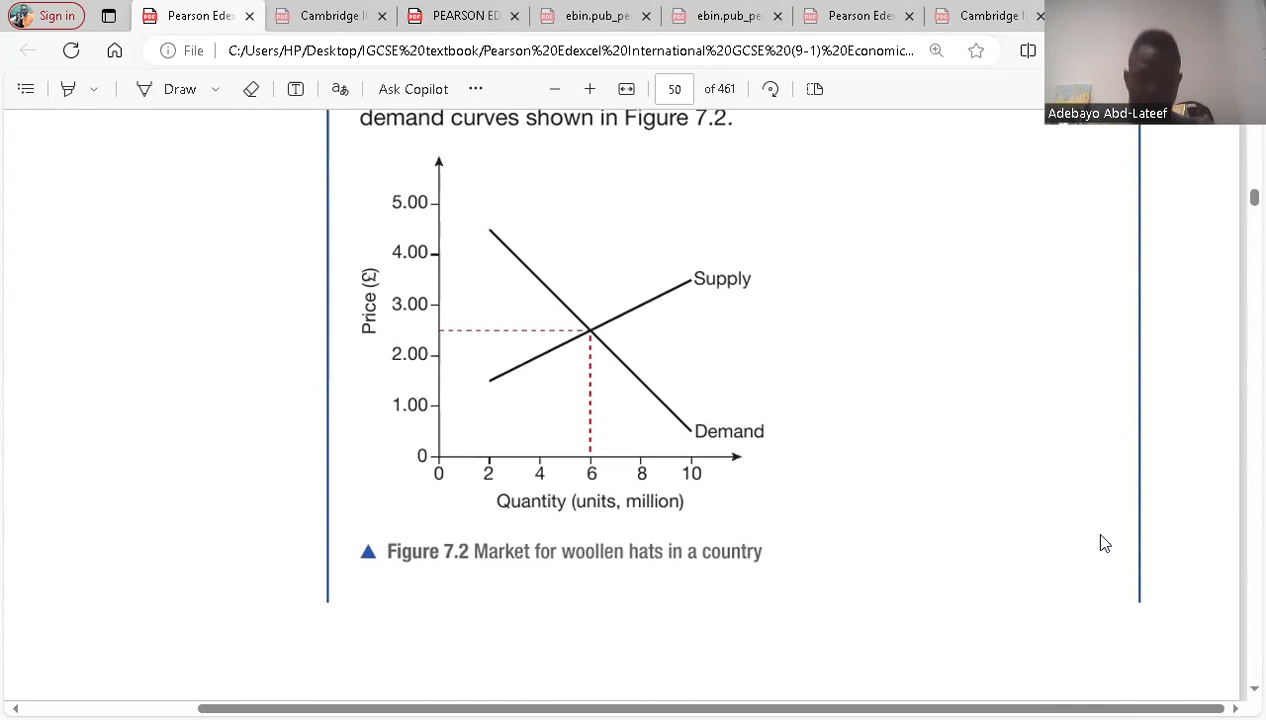 Sign in
Pearson Edex
Cambridge I
PEARSON ED
ebin.pub_pe
ebin.pub_pe
Pearson Edex
Cambridge I
File
C:/Users/HP/Desktop/IGCSE%20textbook/Pearson%20Edexcel%20International%20GCSE%20(9-1)%20Economic...
Draw
Ask Copilot
50
of 461
Adebayo Abd-Lateef
demand curves shown in Figure 7.2.
Price (£)
5.00
4.00
3.00
2.00
1.00
0
Supply
Demand
0 2 4 6 8 10
Quantity (units, million)
▲ Figure 7.2 Market for woollen hats in a country